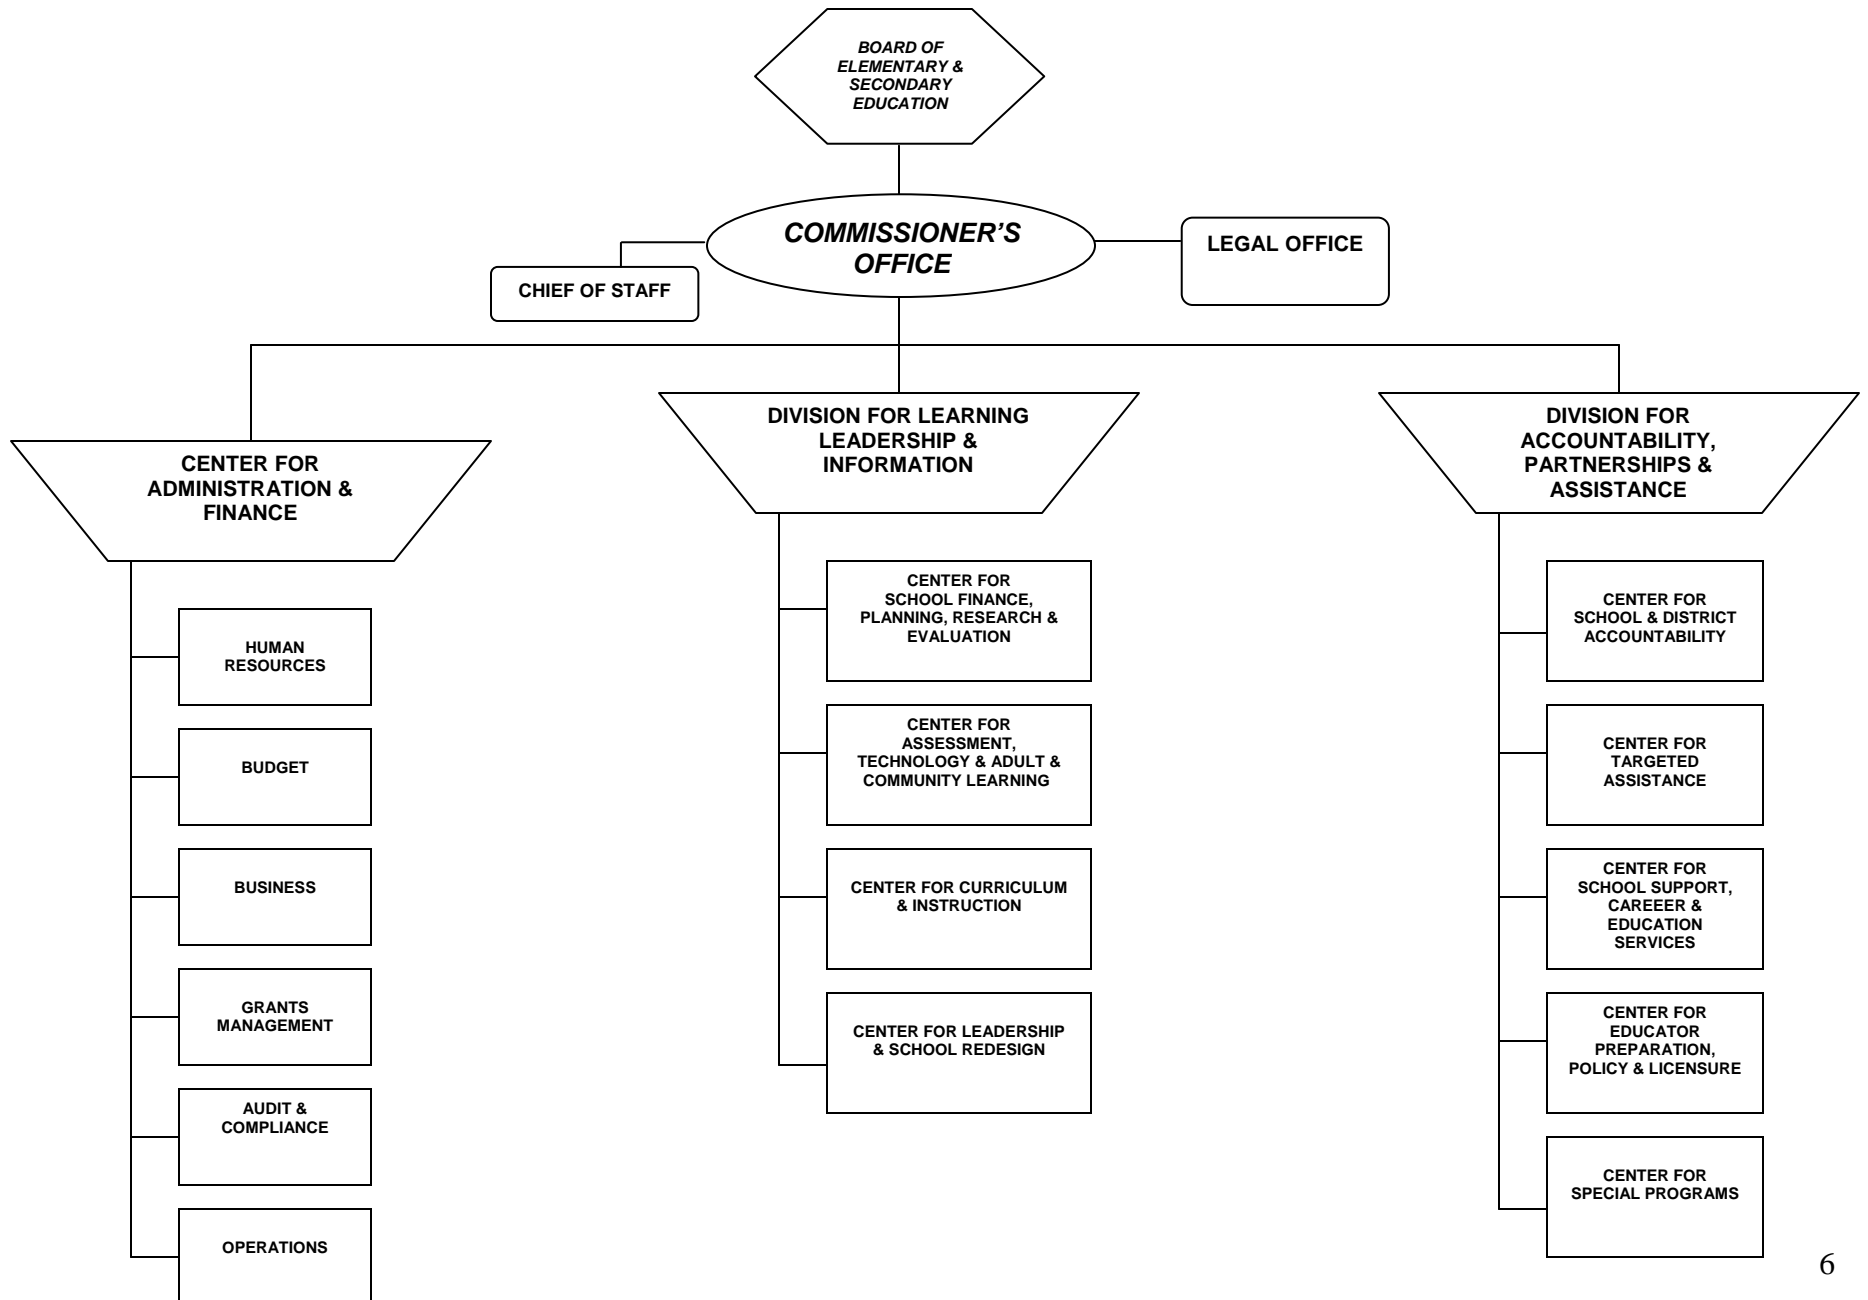 BOARD OF
ELEMENTARY &
SECONDARY
EDUCATION
COMMISSIONER’S
OFFICE
LEGAL OFFICE
CHIEF OF STAFF
CENTER FOR
ADMINISTRATION &
FINANCE
HUMAN
RESOURCES
BUDGET
BUSINESS
GRANTS
MANAGEMENT
AUDIT &
COMPLIANCE
OPERATIONS
DIVISION FOR LEARNING
LEADERSHIP &
INFORMATION
CENTER FOR
SCHOOL FINANCE,
PLANNING, RESEARCH &
EVALUATION
CENTER FOR
ASSESSMENT,
TECHNOLOGY & ADULT &
COMMUNITY LEARNING
CENTER FOR CURRICULUM
& INSTRUCTION
CENTER FOR LEADERSHIP
& SCHOOL REDESIGN
DIVISION FOR
ACCOUNTABILITY,
PARTNERSHIPS &
ASSISTANCE
CENTER FOR
SCHOOL & DISTRICT
ACCOUNTABILITY
CENTER FOR
TARGETED
ASSISTANCE
CENTER FOR
SCHOOL SUPPORT,
CAREEER &
EDUCATION
SERVICES
CENTER FOR
EDUCATOR
PREPARATION,
POLICY & LICENSURE
CENTER FOR
SPECIAL PROGRAMS
6